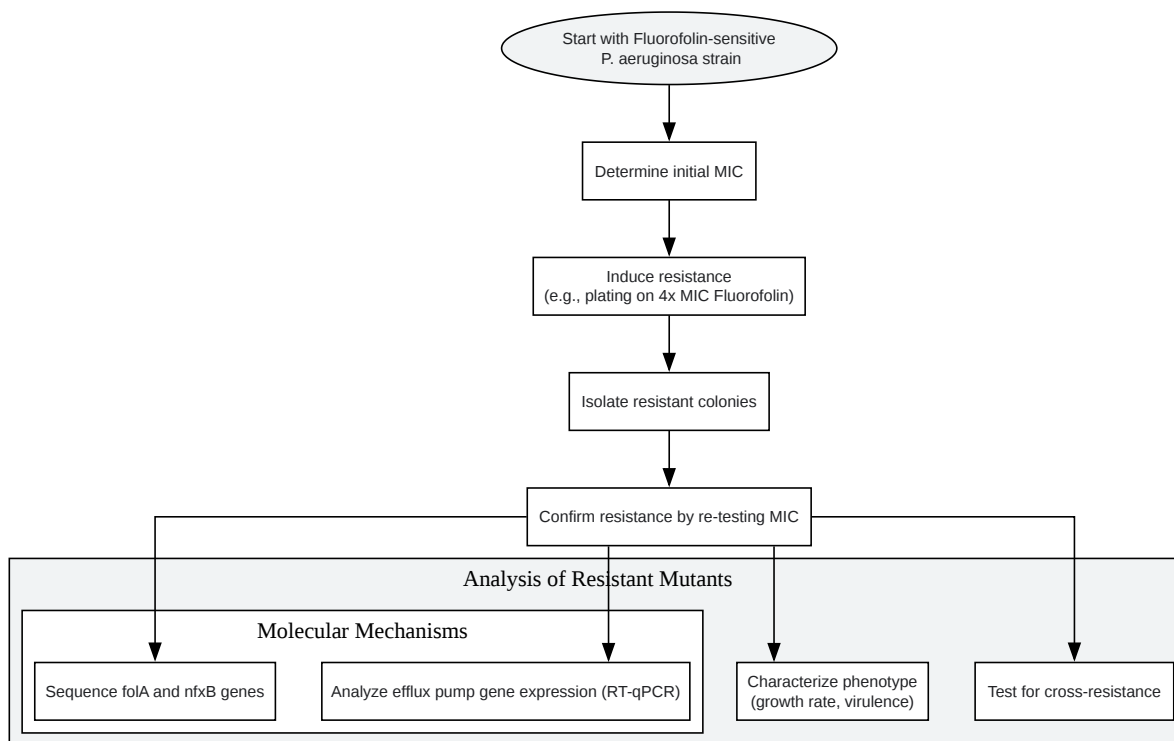 Start with Fluorofolin-sensitive
P. aeruginosa strain
Determine initial MIC
Induce resistance
(e.g., plating on 4x MIC Fluorofolin)
Isolate resistant colonies
Confirm resistance by re-testing MIC
Analysis of Resistant Mutants
Molecular Mechanisms
Sequence folA and nfxB genes
Analyze efflux pump gene expression (RT-qPCR)
Characterize phenotype
(growth rate, virulence)
Test for cross-resistance